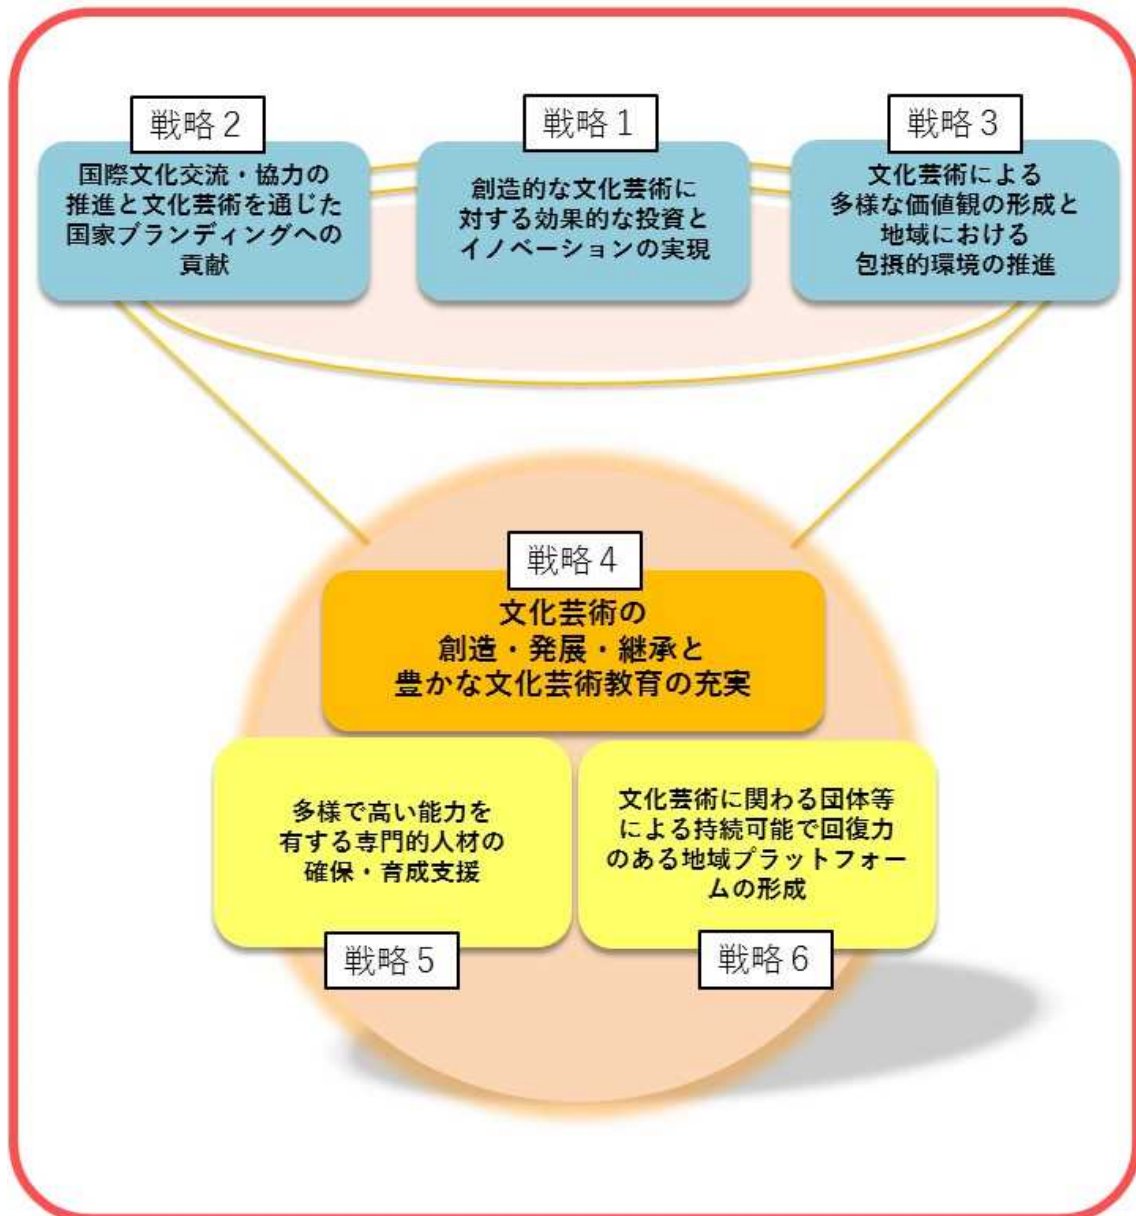 戦略２
国際文化交流・協力の
推進と文化芸術を通じた
国家ブランディングへの
貢献
戦略１
創造的な文化芸術に
対する効果的な投資と
イノベーションの実現
戦略３
文化芸術による
多様な価値観の形成と
地域における
包摂的環境の推進
戦略４
文化芸術の
創造・発展・継承と
豊かな文化芸術教育の充実
多様で高い能力を
有する専門的人材の
確保・育成支援
戦略５
文化芸術に関わる団体等
による持続可能で回復力
のある地域プラットフォー
ムの形成
戦略６